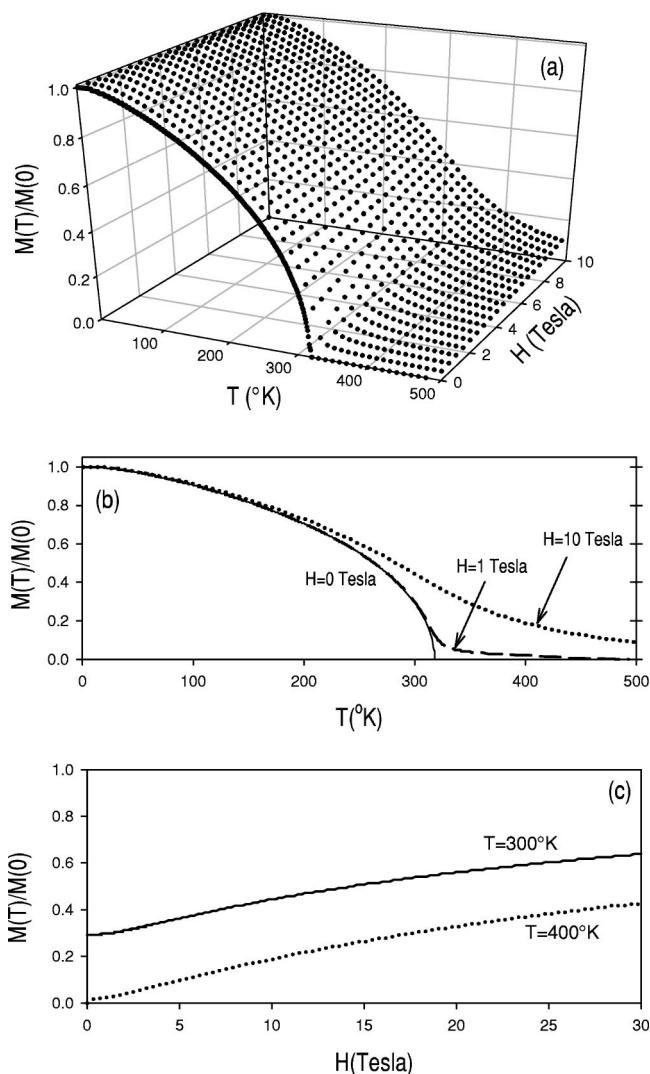 (a)
1.0
0.8
0.6
0.4
0.2
0.0
M(T)/M(0)
100
200
300
400
500
T (°K)
0
2
4
6
8
10
H (Tesla)
(b)
1.0
0.8
0.6
0.4
0.2
0.0
M(T)/M(0)
H=0 Tesla
H=1 Tesla
H=10 Tesla
0
100
200
300
400
500
T(°K)
(c)
1.0
0.8
0.6
0.4
0.2
0.0
M(T)/M(0)
T=300°K
T=400°K
0
5
10
15
20
25
30
H(Tesla)